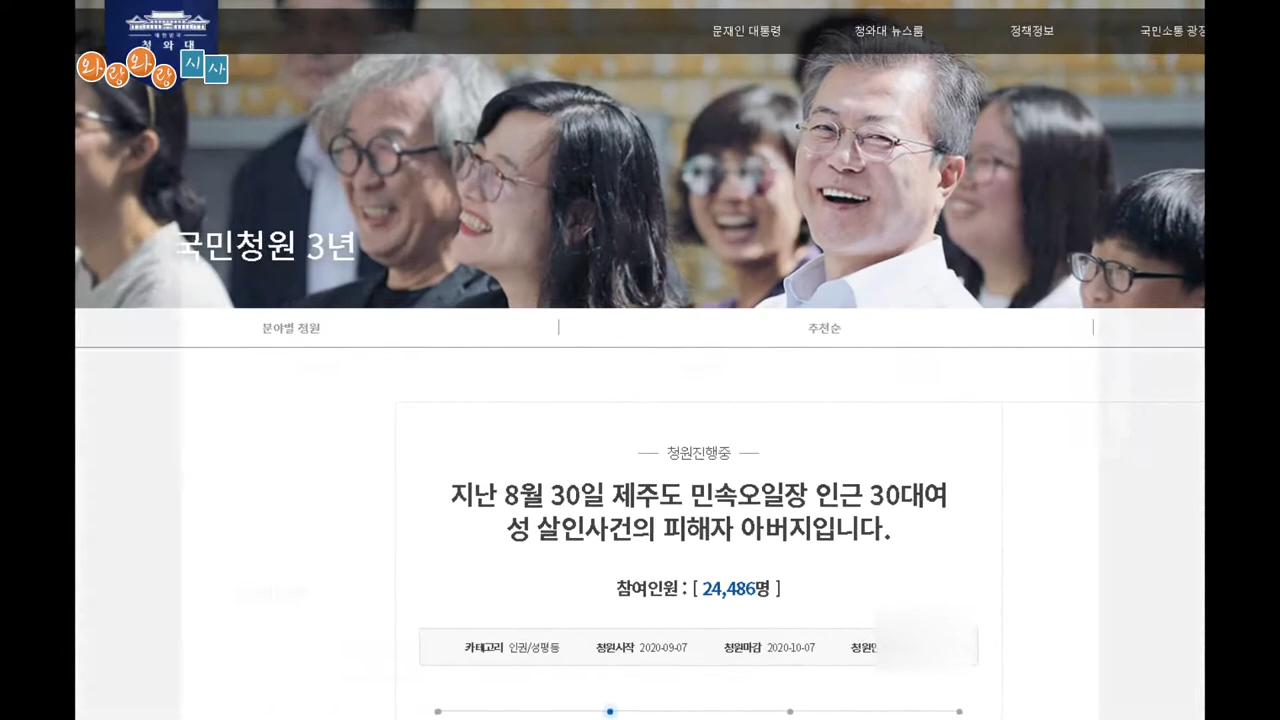 대한민국
청와대
와랑와랑 시사
문재인 대통령
청와대 뉴스룸
정책정보
국민소통 광장
국민청원 3년
분야별 청원
추천순
청원진행중
지난 8월 30일 제주도 민속오일장 인근 30대여
성 살인사건의 피해자 아버지입니다.
참여인원 : [ 24,486명 ]
카테고리 인권/성평등 청원시작 2020-09-07 청원마감 2020-10-07